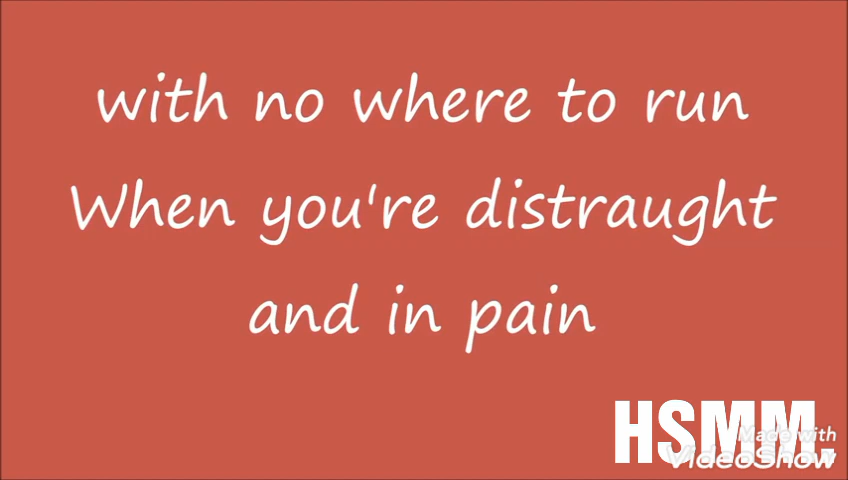 with no where to run
When you're distraught
and in pain
HSMM.
Made with
VideoShow